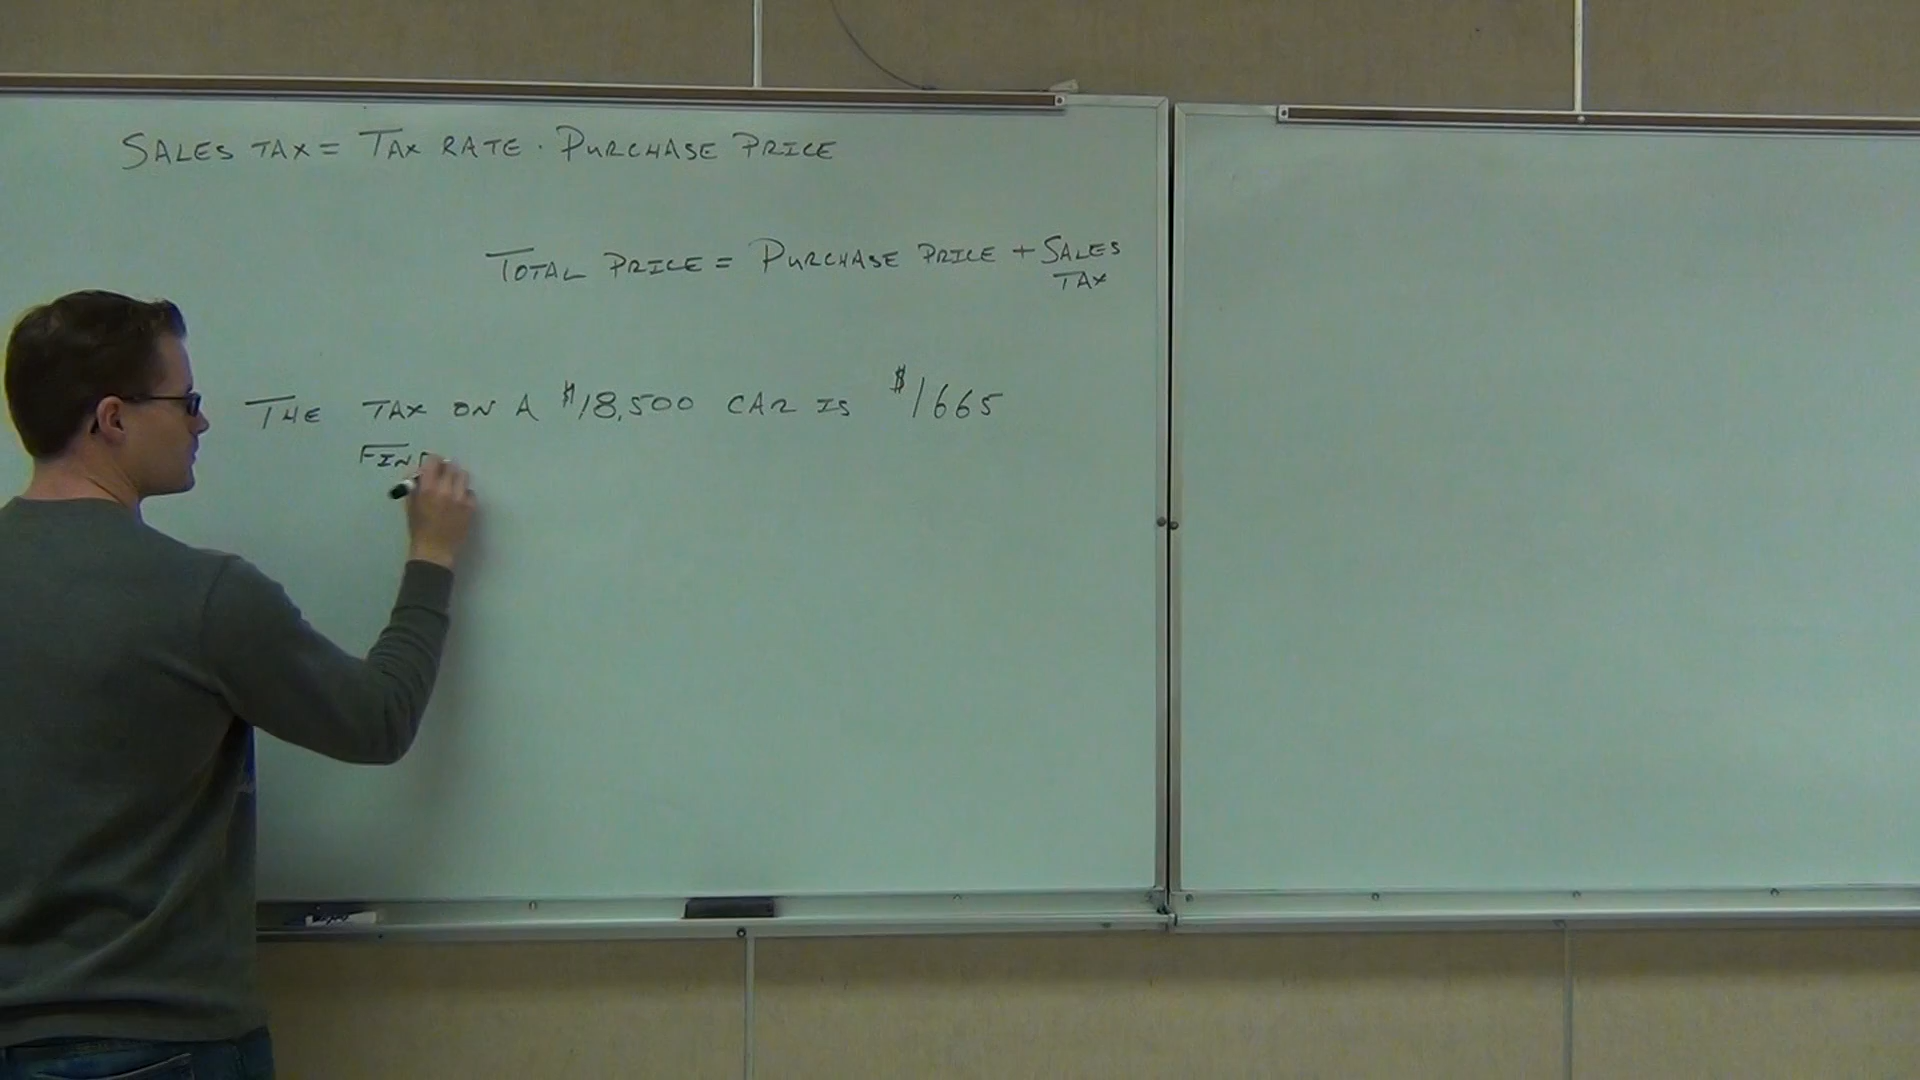 SALES TAX = TAX RATE · PURCHASE PRICE
TOTAL PRICE = PURCHASE PRICE + SALES
TAX
THE TAX ON A $18,500 CAR IS $1665
FIND